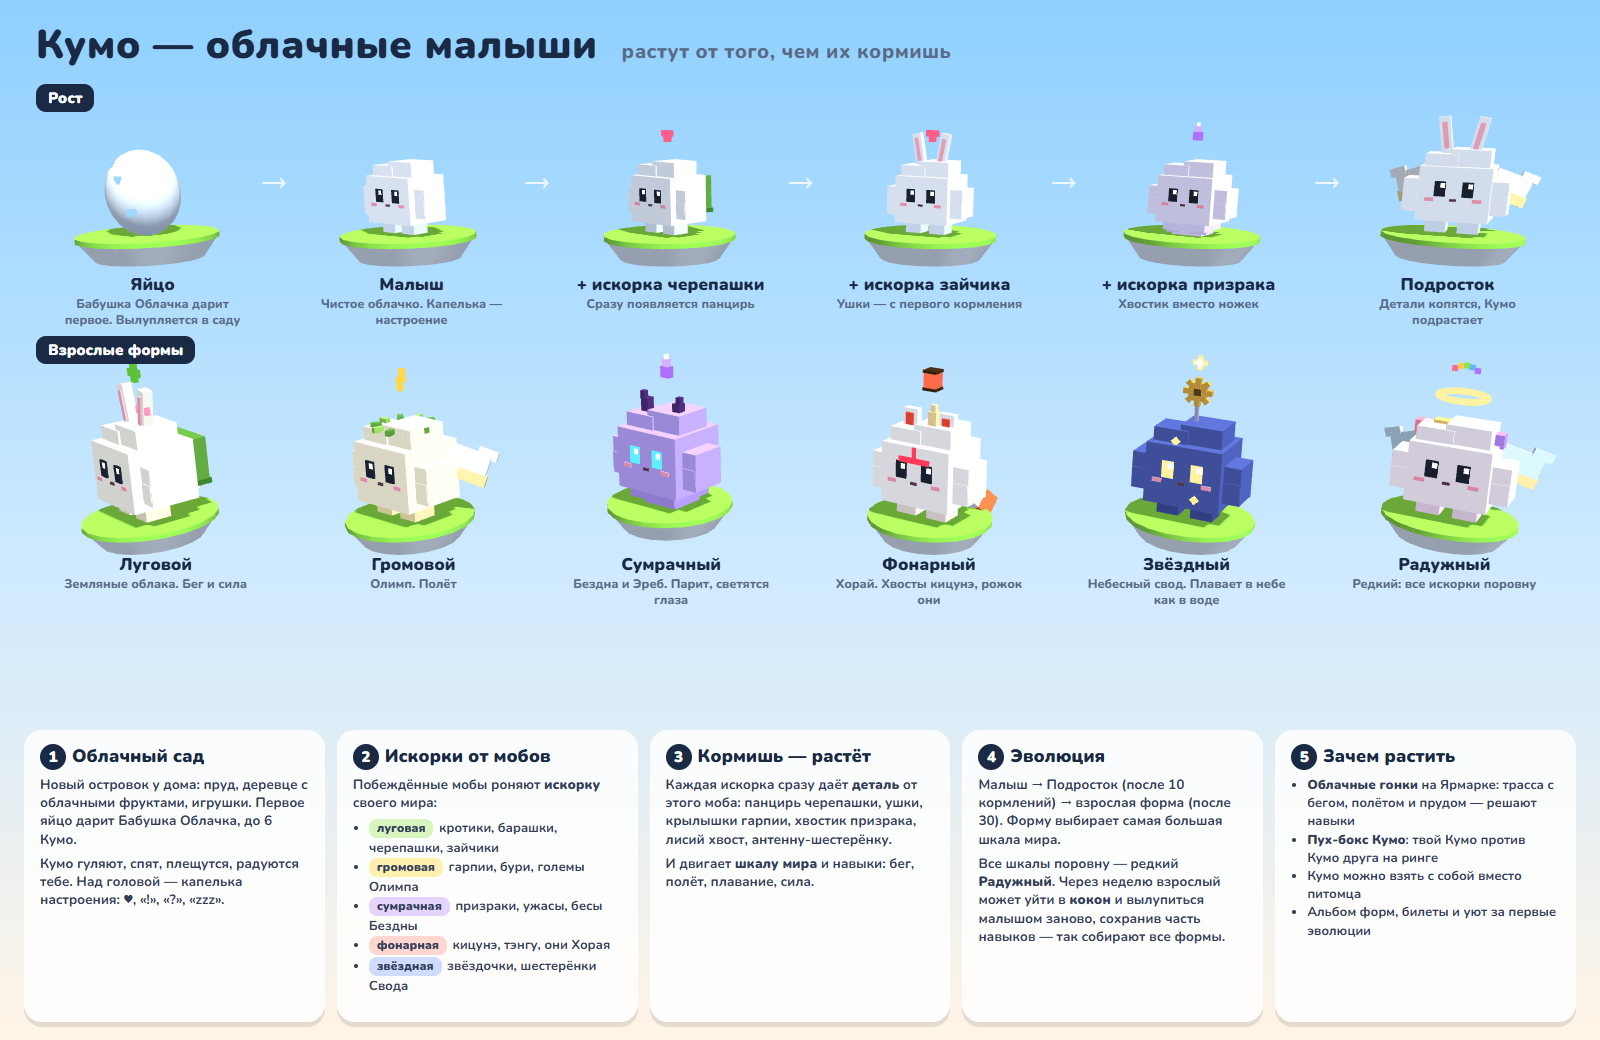 Кумо — облачные малыши растут от того, чем их кормишь
Рост
→ → → → →
Яйцо
Бабушка Облачка дарит
первое. Вылупляется в саду
Малыш
Чистое облачко. Капелька —
настроение
+ искорка черепашки
Сразу появляется панцирь
+ искорка зайчика
Ушки — с первого кормления
+ искорка призрака
Хвостик вместо ножек
Подросток
Детали копятся, Кумо
подрастает
Взрослые формы
Луговой
Земляные облака. Бег и сила
Громовой
Олимп. Полёт
Сумрачный
Бездна и Эреб. Парит, светятся
глаза
Фонарный
Хорай. Хвосты кицунэ, рожок
они
Звёздный
Небесный свод. Плавает в небе
как в воде
Радужный
Редкий: все искорки поровну
1 Облачный сад
Новый островок у дома: пруд, деревце с
облачными фруктами, игрушки. Первое
яйцо дарит Бабушка Облачка, до 6
Кумо.
Кумо гуляют, спят, плещутся, радуются
тебе. Над головой — капелька
настроения: ♥, «!», «?», «zzz».
2 Искорки от мобов
Побеждённые мобы роняют искорку
своего мира:
• луговая кротики, барашки,
черепашки, зайчики
• громовая гарпии, бури, големы
Олимпа
• сумрачная призраки, ужасы, бесы
Бездны
• фонарная кицунэ, тэнгу, они Хорая
• звёздная звёздочки, шестерёнки
Свода
3 Кормишь — растёт
Каждая искорка сразу даёт деталь от
этого моба: панцирь черепашки, ушки,
крылышки гарпии, хвостик призрака,
лисий хвост, антенну-шестерёнку.
И двигает шкалу мира и навыки: бег,
полёт, плавание, сила.
4 Эволюция
Малыш → Подросток (после 10
кормлений) → взрослая форма (после
30). Форму выбирает самая большая
шкала мира.
Все шкалы поровну — редкий
Радужный. Через неделю взрослый
может уйти в кокон и вылупиться
малышом заново, сохранив часть
навыков — так собирают все формы.
5 Зачем растить
• Облачные гонки на Ярмарке: трасса с
бегом, полётом и прудом — решают
навыки
• Пух-бокс Кумо: твой Кумо против
Кумо друга на ринге
• Кумо можно взять с собой вместо
питомца
• Альбом форм, билеты и уют за первые
эволюции